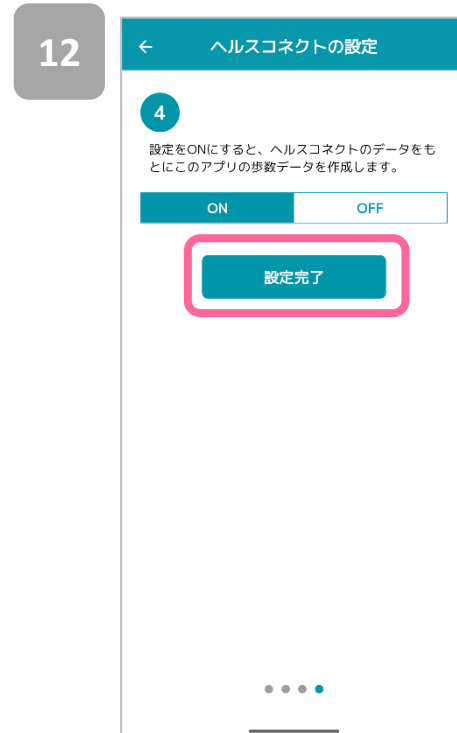 12
← ヘルスコネクトの設定
4
設定をONにすると、ヘルスコネクトのデータをも
とにこのアプリの歩数データを作成します。
ON OFF
設定完了